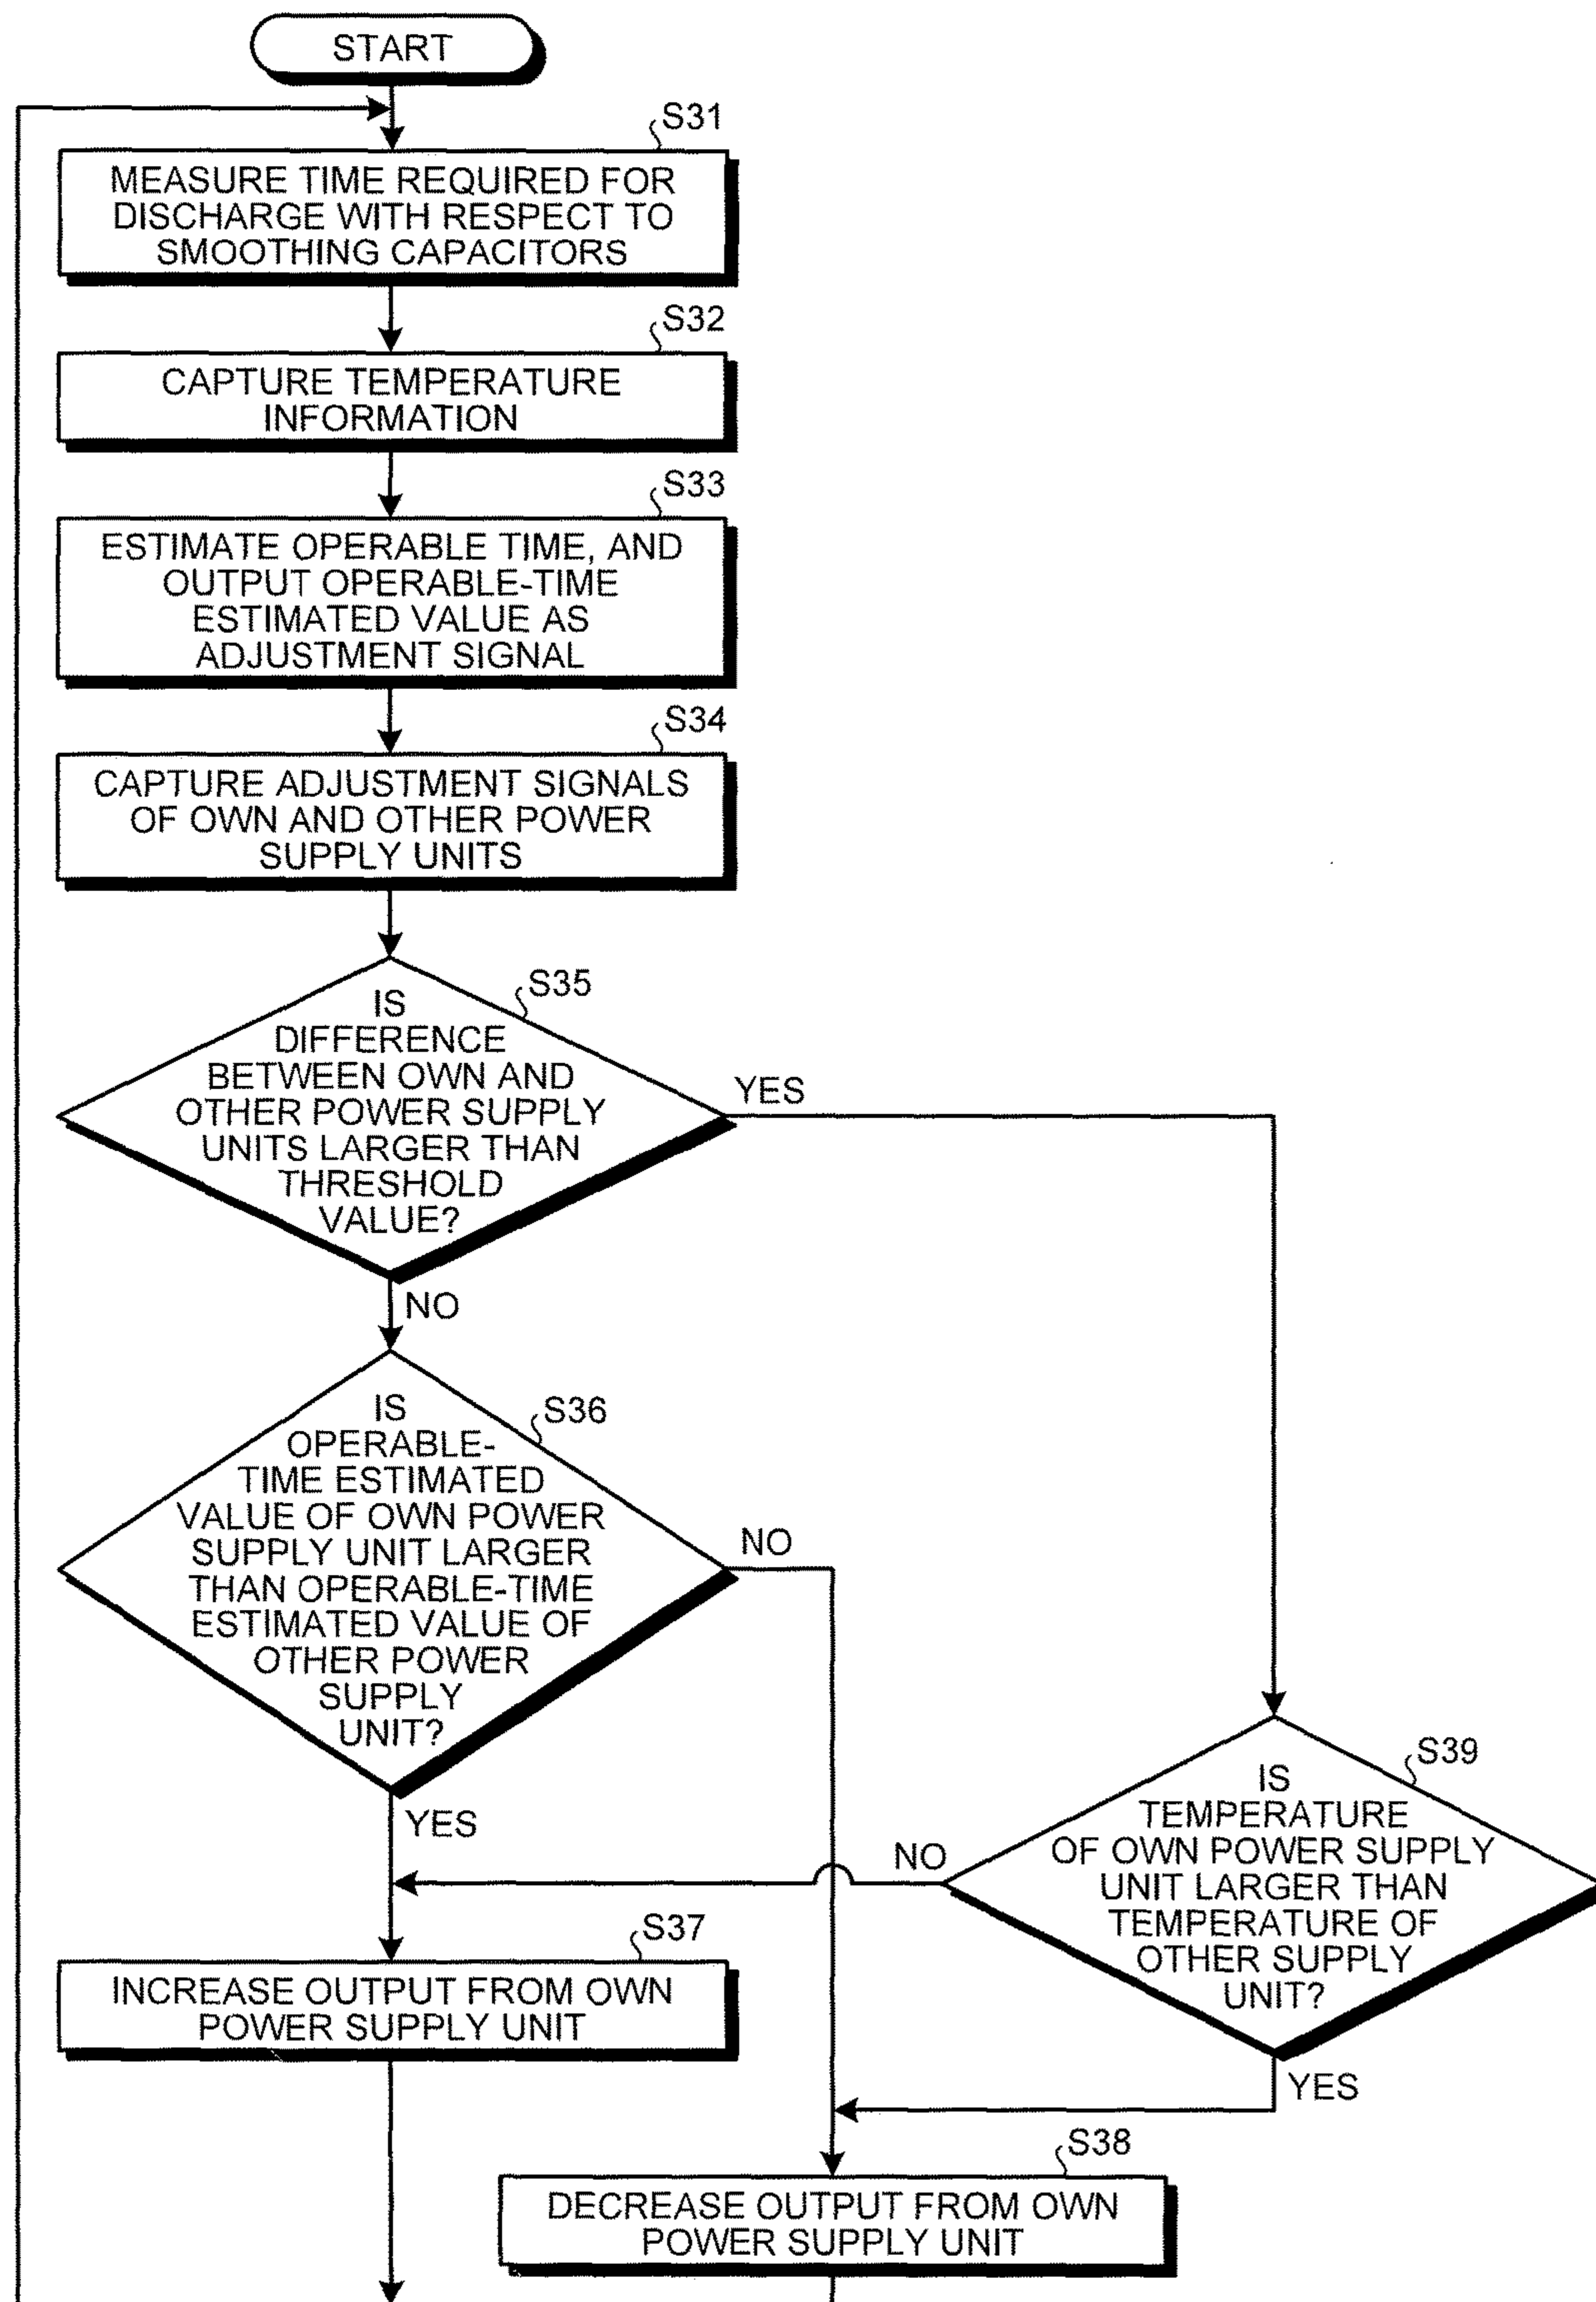 START
S31
MEASURE TIME REQUIRED FOR
DISCHARGE WITH RESPECT TO
SMOOTHING CAPACITORS
S32
CAPTURE TEMPERATURE
INFORMATION
S33
ESTIMATE OPERABLE TIME, AND
OUTPUT OPERABLE-TIME
ESTIMATED VALUE AS
ADJUSTMENT SIGNAL
S34
CAPTURE ADJUSTMENT SIGNALS
OF OWN AND OTHER POWER
SUPPLY UNITS
S35
IS
DIFFERENCE
BETWEEN OWN AND
OTHER POWER SUPPLY
UNITS LARGER THAN
THRESHOLD
VALUE?
YES
NO
S36
IS
OPERABLE-
TIME ESTIMATED
VALUE OF OWN POWER
SUPPLY UNIT LARGER
THAN OPERABLE-TIME
ESTIMATED VALUE OF
OTHER POWER
SUPPLY
UNIT?
NO
YES
S39
IS
TEMPERATURE
OF OWN POWER SUPPLY
UNIT LARGER THAN
TEMPERATURE OF
OTHER SUPPLY
UNIT?
NO
YES
S37
INCREASE OUTPUT FROM OWN
POWER SUPPLY UNIT
S38
DECREASE OUTPUT FROM OWN
POWER SUPPLY UNIT